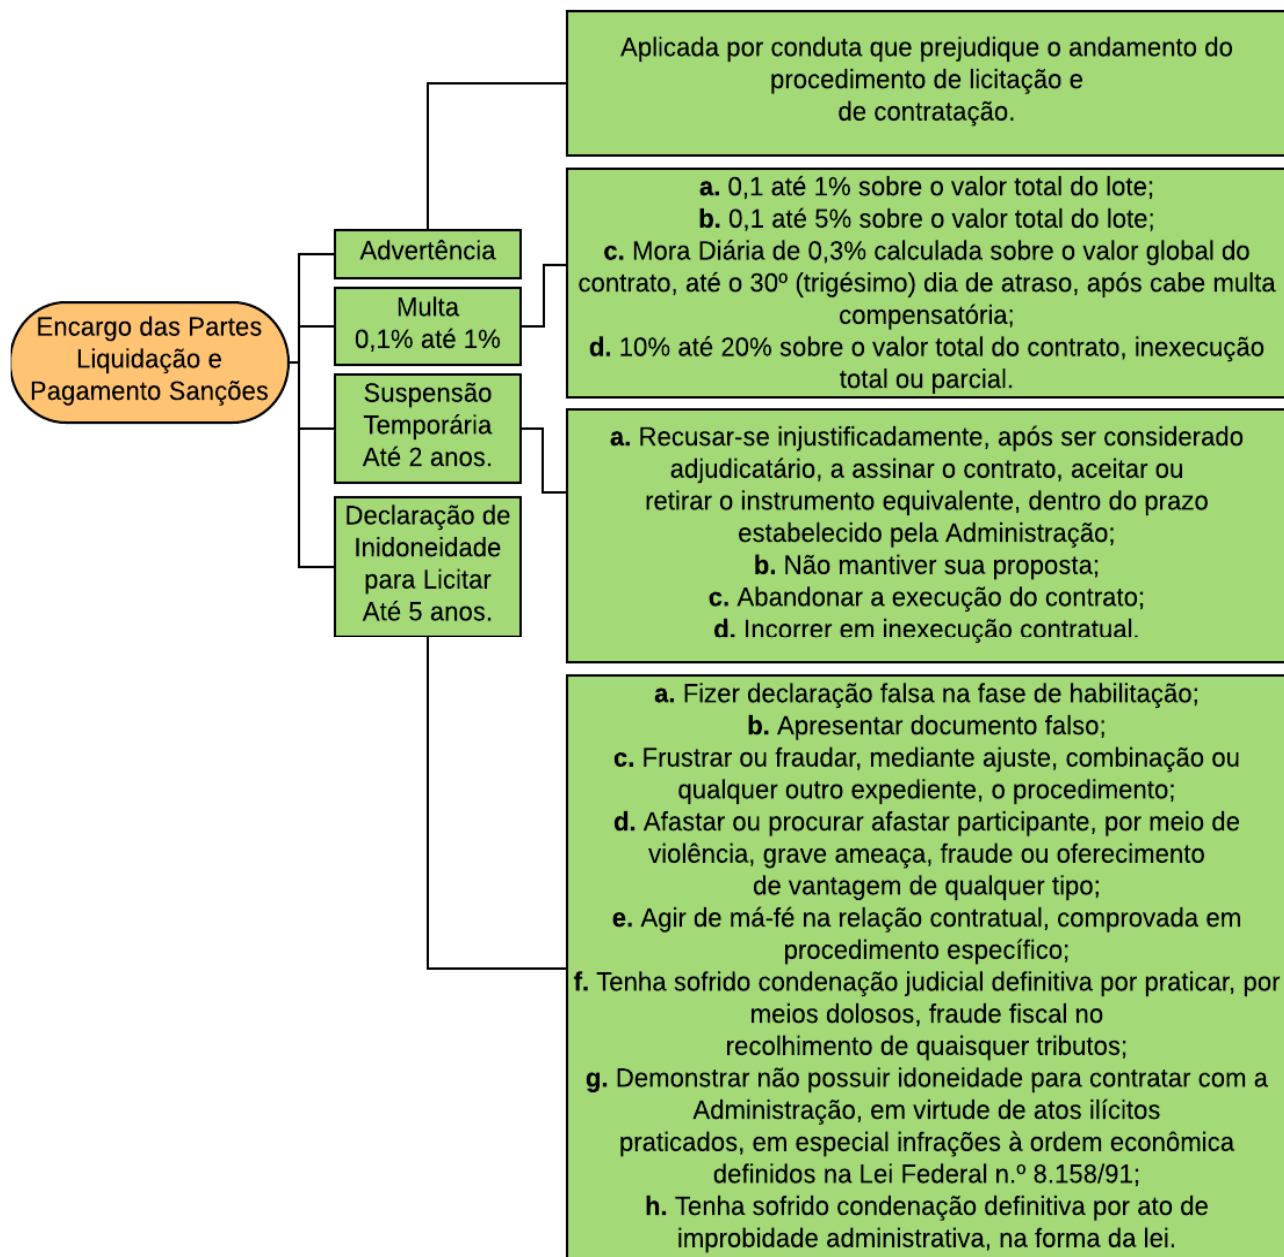 Encargo das Partes
Liquidação e
Pagamento Sanções
Advertência
Aplicada por conduta que prejudique o andamento do
procedimento de licitação e
de contratação.
Multa
0,1% até 1%
a. 0,1 até 1% sobre o valor total do lote;
b. 0,1 até 5% sobre o valor total do lote;
c. Mora Diária de 0,3% calculada sobre o valor global do
contrato, até o 30º (trigésimo) dia de atraso, após cabe multa
compensatória;
d. 10% até 20% sobre o valor total do contrato, inexecução
total ou parcial.
Suspensão
Temporária
Até 2 anos.
a. Recusar-se injustificadamente, após ser considerado
adjudicatário, a assinar o contrato, aceitar ou
retirar o instrumento equivalente, dentro do prazo
estabelecido pela Administração;
b. Não mantiver sua proposta;
c. Abandonar a execução do contrato;
d. Incorrer em inexecução contratual.
Declaração de
Inidoneidade
para Licitar
Até 5 anos.
a. Fizer declaração falsa na fase de habilitação;
b. Apresentar documento falso;
c. Frustrar ou fraudar, mediante ajuste, combinação ou
qualquer outro expediente, o procedimento;
d. Afastar ou procurar afastar participante, por meio de
violência, grave ameaça, fraude ou oferecimento
de vantagem de qualquer tipo;
e. Agir de má-fé na relação contratual, comprovada em
procedimento específico;
f. Tenha sofrido condenação judicial definitiva por praticar, por
meios dolosos, fraude fiscal no
recolhimento de quaisquer tributos;
g. Demonstrar não possuir idoneidade para contratar com a
Administração, em virtude de atos ilícitos
praticados, em especial infrações à ordem econômica
definidos na Lei Federal n.º 8.158/91;
h. Tenha sofrido condenação definitiva por ato de
improbidade administrativa, na forma da lei.